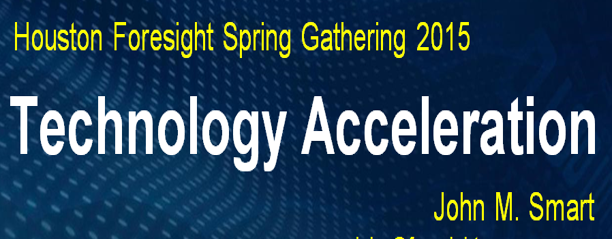 Houston Foresight Spring Gathering 2015
Technology Acceleration
John M. Smart